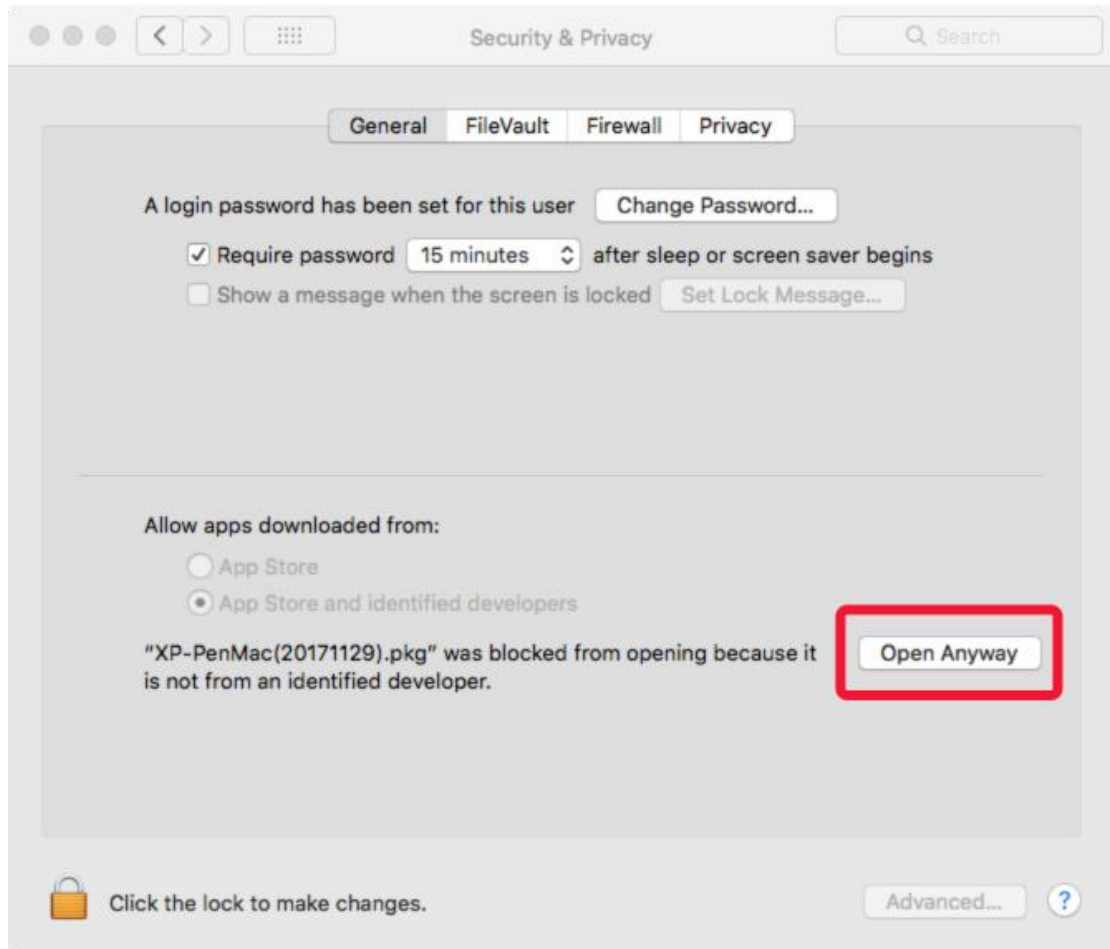 Security & Privacy
Search
General FileVault Firewall Privacy
A login password has been set for this user Change Password...
Require password 15 minutes after sleep or screen saver begins
Show a message when the screen is locked Set Lock Message...
Allow apps downloaded from:
App Store
App Store and identified developers
“XP-PenMac(20171129).pkg” was blocked from opening because it
is not from an identified developer.
Open Anyway
Click the lock to make changes.
Advanced...
?